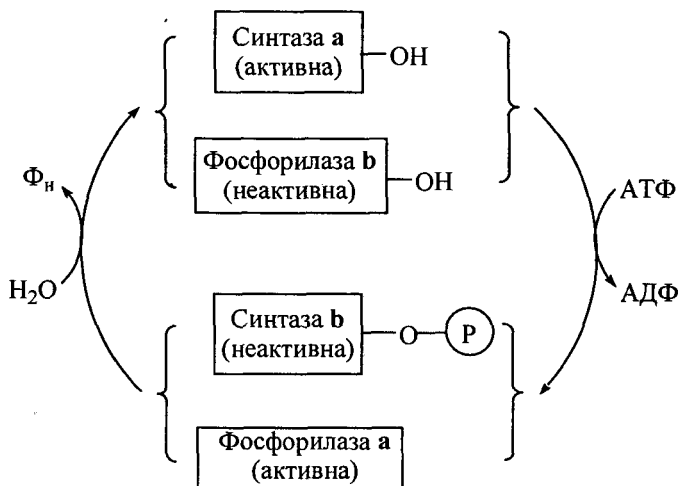 Синтаза a
(активна)
OH
Фосфорилаза b
(неактивна)
OH
Фн
H2O
АТФ
АДФ
Синтаза b
(неактивна)
O
P
Фосфорилаза a
(активна)